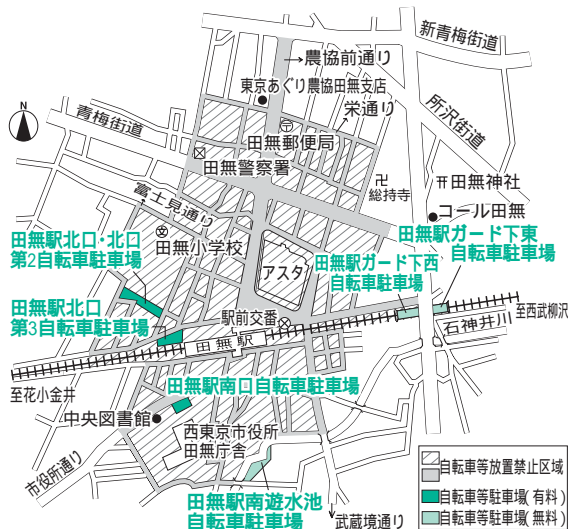 新青梅街道
農協前通り
東京あぐり農協田無支店
栄通り
所沢街道
N
青梅街道
田無郵便局
田無警察署
卍
総持寺
田無神社
富士見通り
コール田無
田無駅北口・北口
第2自転車駐車場
田無小学校
アスタ
田無駅ガード下東
自転車駐車場
田無駅ガード下西
自転車駐車場
田無駅北口
第3自転車駐車場
駅前交番
至西武柳沢
田無駅
石神井川
至花小金井
田無駅南口自転車駐車場
中央図書館
西東京市役所
田無庁舎
市役所通り
田無駅南遊水池
自転車駐車場
武蔵境通り
自転車等放置禁止区域
自転車等駐車場(有料)
自転車等駐車場(無料)